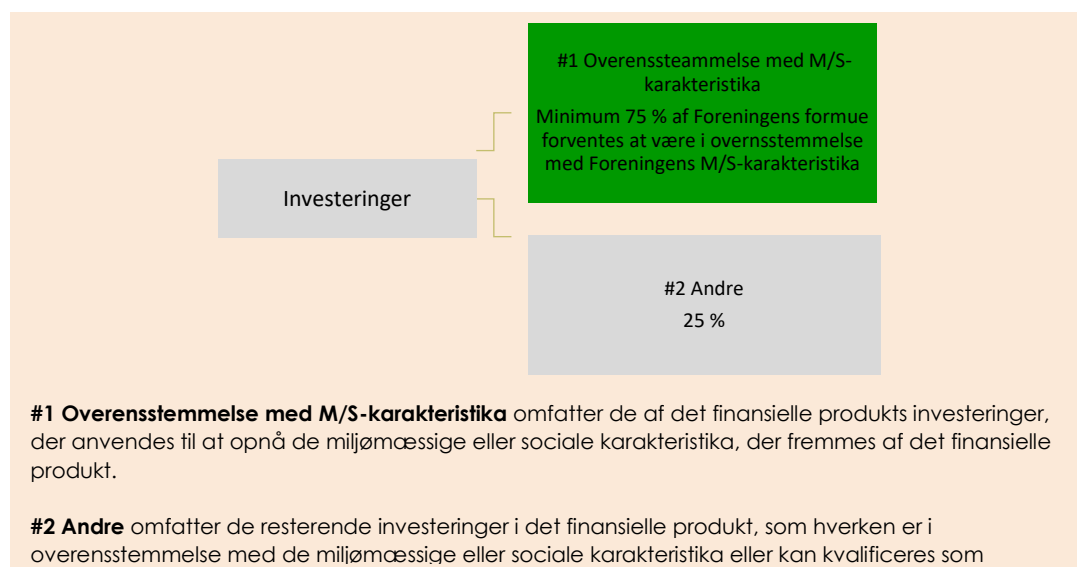 #1 Overenssteammelse med M/S-
karakteristika
Minimum 75 % af Foreningens formue
forventes at være i overnsstemmelse
med Foreningens M/S-karakteristika
Investeringer
#2 Andre
25 %
#1 Overensstemmelse med M/S-karakteristika omfatter de af det finansielle produkts investeringer,
der anvendes til at opnå de miljømæssige eller sociale karakteristika, der fremmes af det finansielle
produkt.
#2 Andre omfatter de resterende investeringer i det finansielle produkt, som hverken er i
overensstemmelse med de miljømæssige eller sociale karakteristika eller kan kvalificeres som